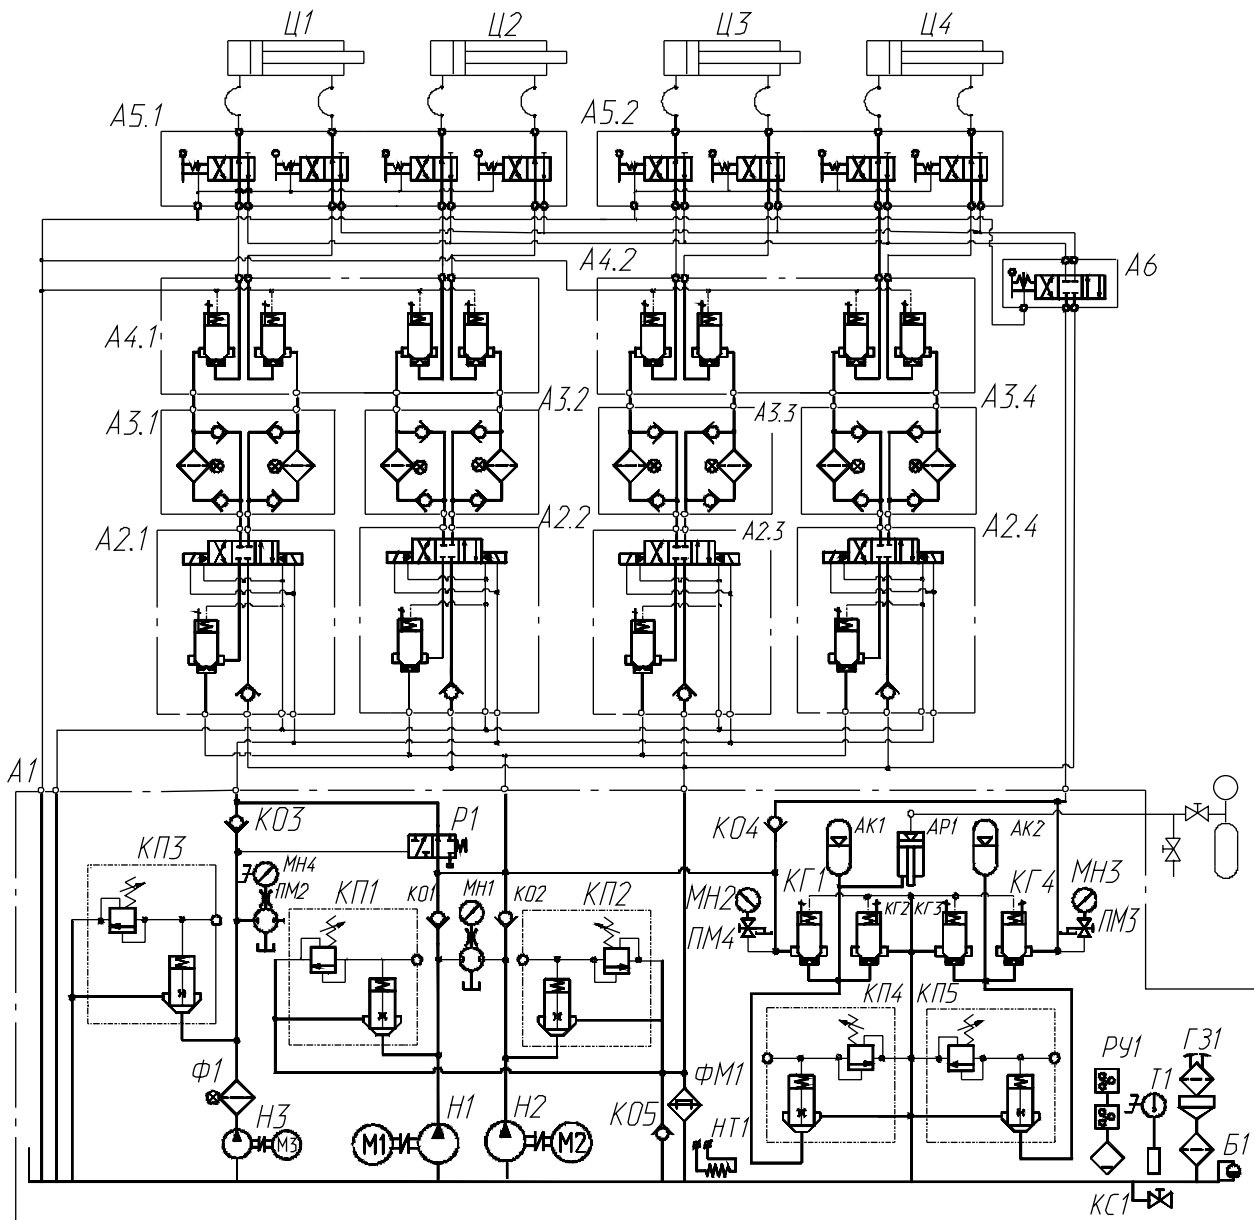 Ц1 Ц2 Ц3 Ц4
А5.1 А5.2
А4.2 А6
А4.1
А3.1 А3.2 А3.3 А3.4
А2.1 А2.2 А2.3 А2.4
А1
КО3 Р1 КО4 АК1 АР1 АК2
КП3 МН4 ПМ2 КП1 КО1 МН1 КО2 КП2 МН2 КГ1 КГ2 КГ3 КГ4 МН3
ПМ4 ПМ3
КП4 КП5
Ф1 ФМ1 РУ1 Т1 ГЗ1
Н3 Н1 Н2 КО5 НТ1
М3 М1 М2 Б1
КС1